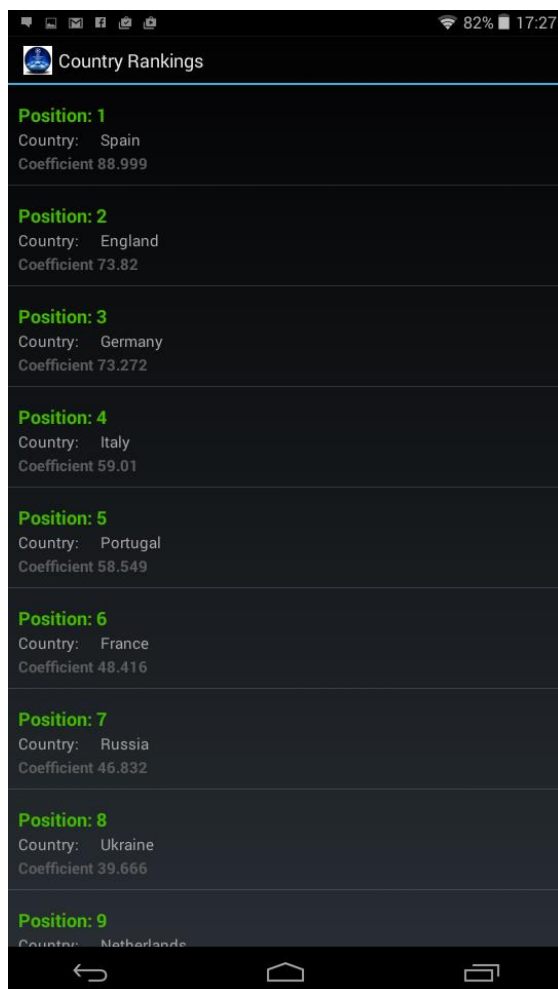 82% 17:27
Country Rankings
Position: 1
Country: Spain
Coefficient 88.999
Position: 2
Country: England
Coefficient 73.82
Position: 3
Country: Germany
Coefficient 73.272
Position: 4
Country: Italy
Coefficient 59.01
Position: 5
Country: Portugal
Coefficient 58.549
Position: 6
Country: France
Coefficient 48.416
Position: 7
Country: Russia
Coefficient 46.832
Position: 8
Country: Ukraine
Coefficient 39.666
Position: 9
Country: Netherlands